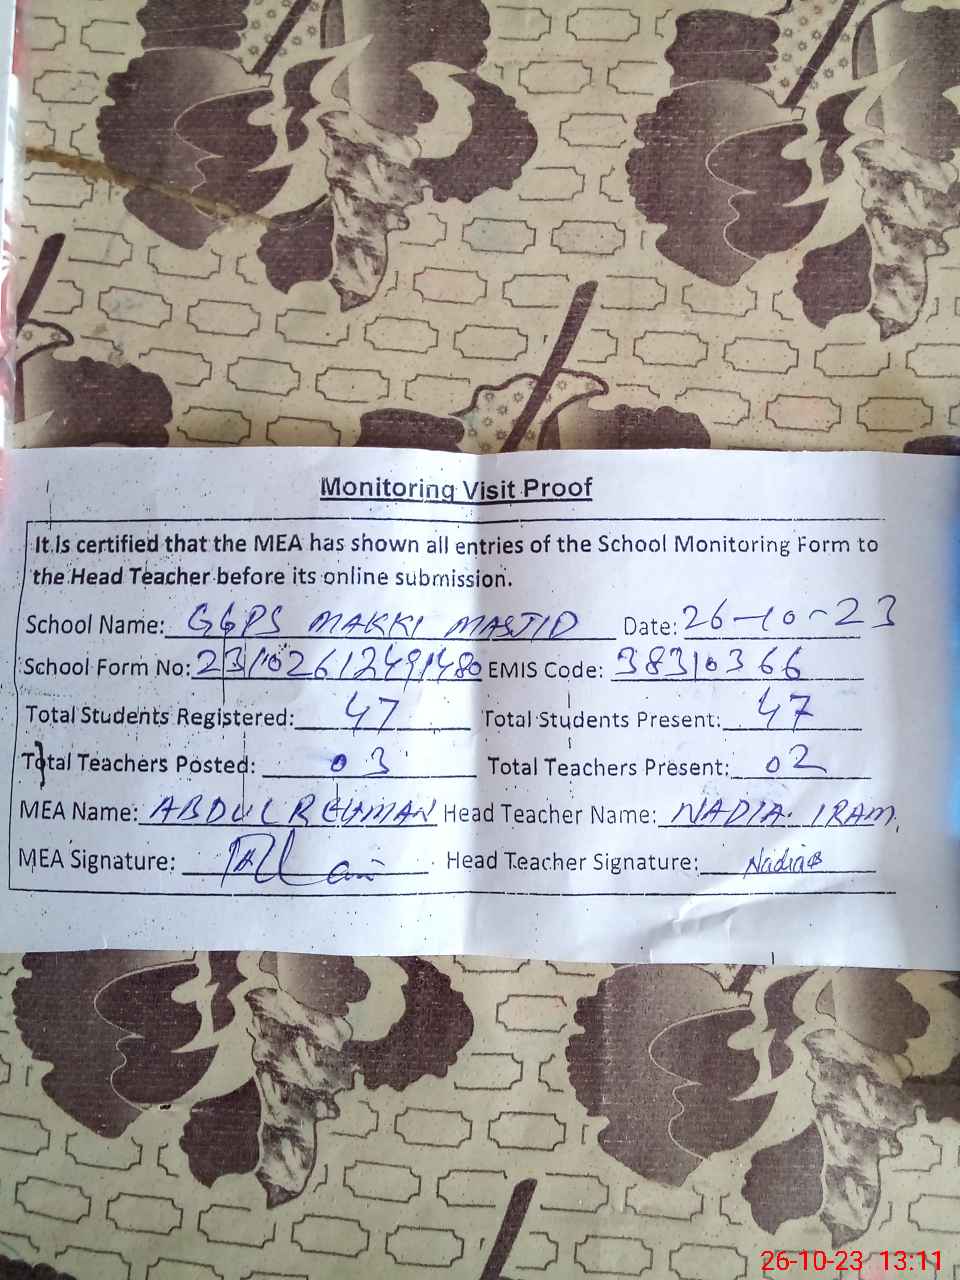 Monitoring Visit Proof
It is certified that the MEA has shown all entries of the School Monitoring Form to
the Head Teacher before its online submission.
School Name: GGPS MAKKI MASJID Date: 26-10-23
School Form No: 23102612491480 EMIS Code: 38310366
Total Students Registered: 47 Total Students Present: 47
Total Teachers Posted: 03 Total Teachers Present: 02
MEA Name: ABDUL REHMAN Head Teacher Name: NADIA IRAM
MEA Signature: Head Teacher Signature: Nadia
26-10-23 13:11